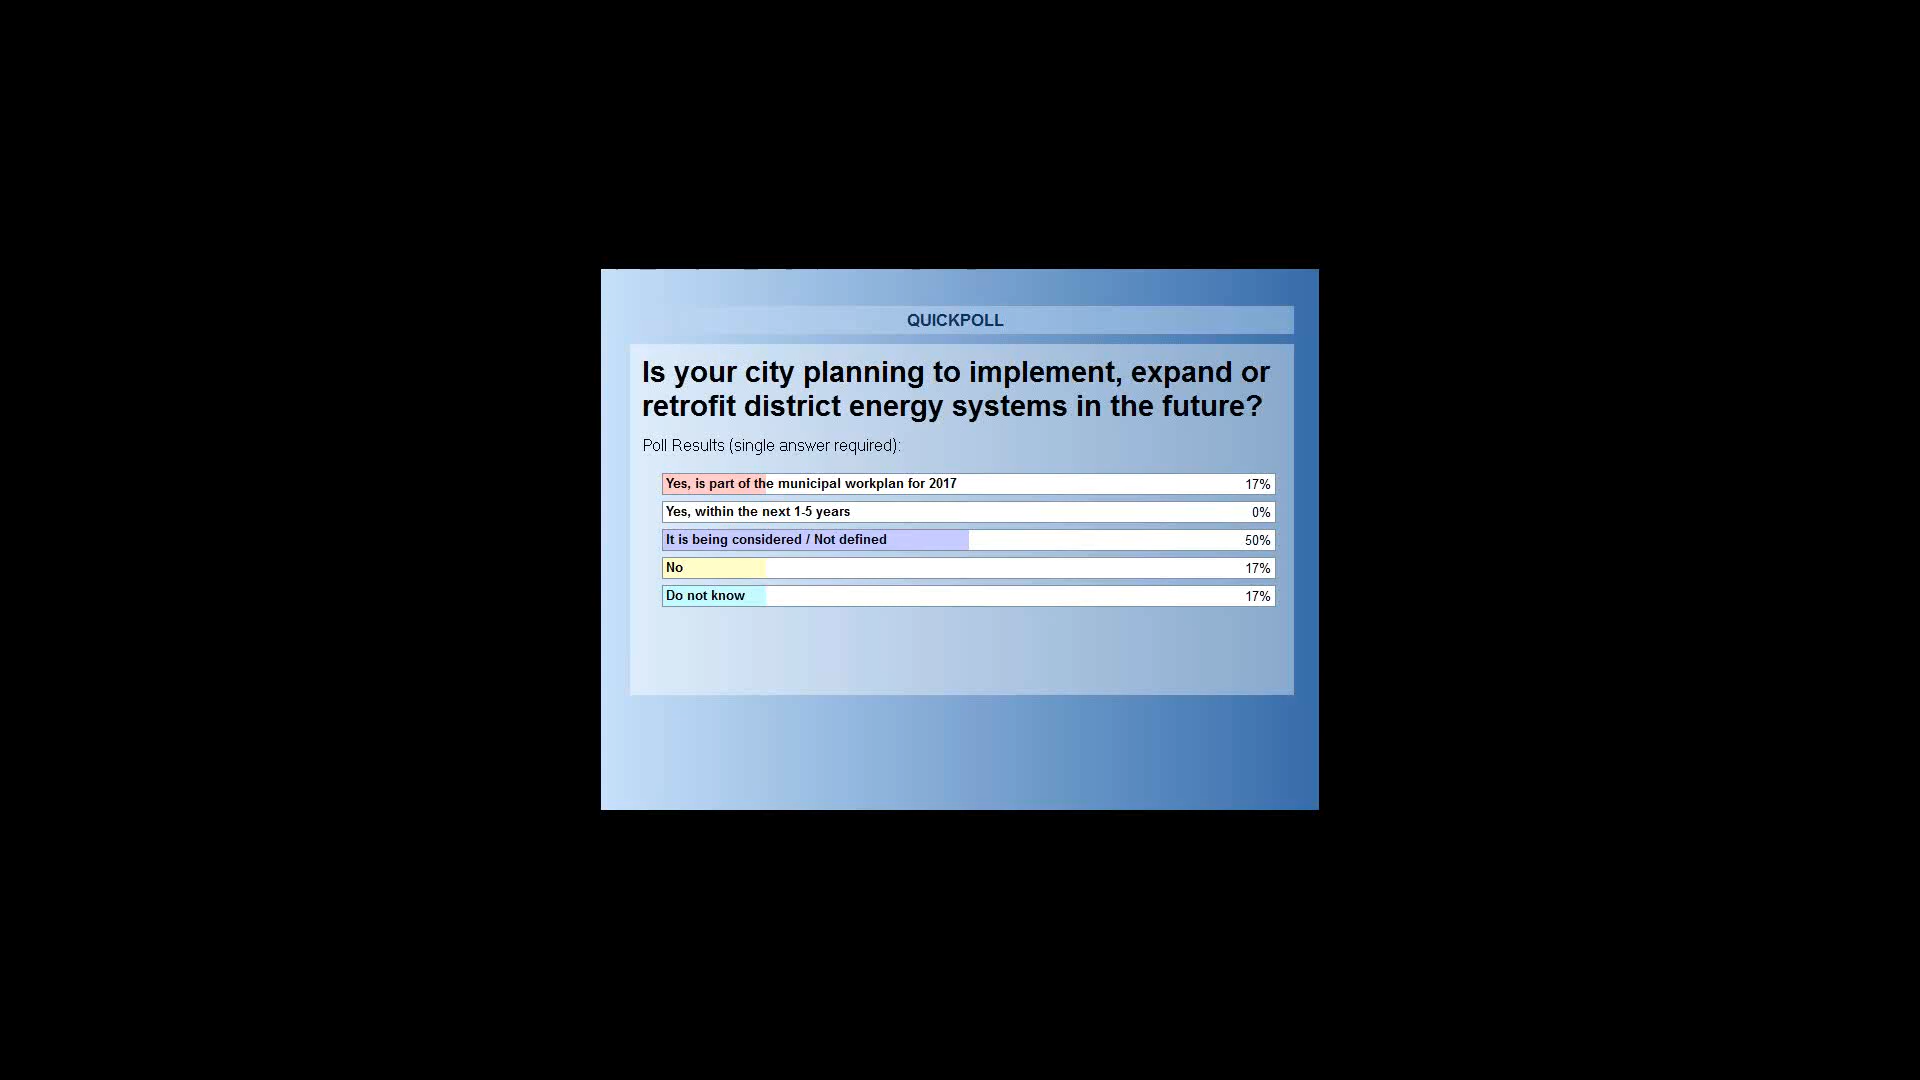 QUICKPOLL
Is your city planning to implement, expand or
retrofit district energy systems in the future?
Poll Results (single answer required):
Yes, is part of the municipal workplan for 2017 17%
Yes, within the next 1-5 years 0%
It is being considered / Not defined 50%
No 17%
Do not know 17%